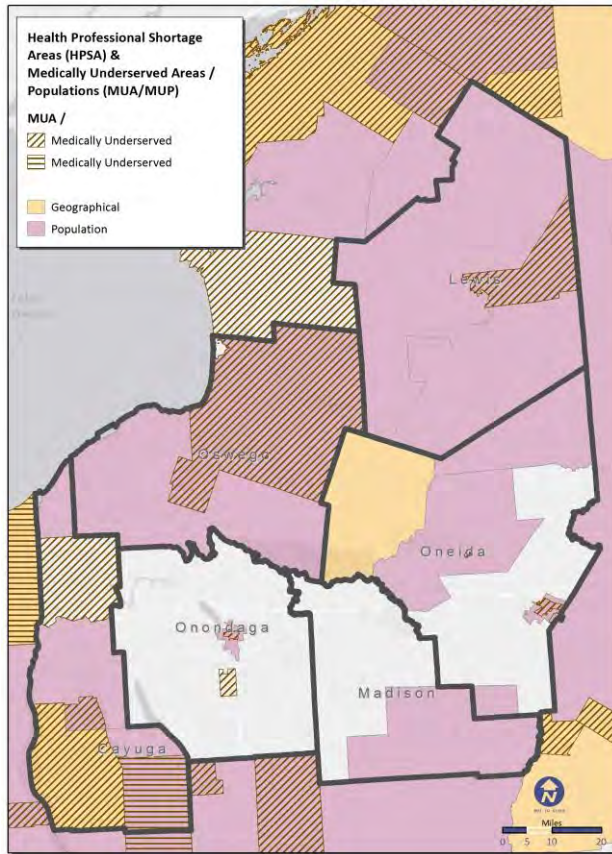 Health Professional Shortage
Areas (HPSA) &
Medically Underserved Areas /
Populations (MUA/MUP)
MUA /
Medically Underserved
Medically Underserved
Geographical
Population
Lewis
Oswego
Oneida
Onondaga
Madison
Cayuga
N
Miles
0 5 10 20